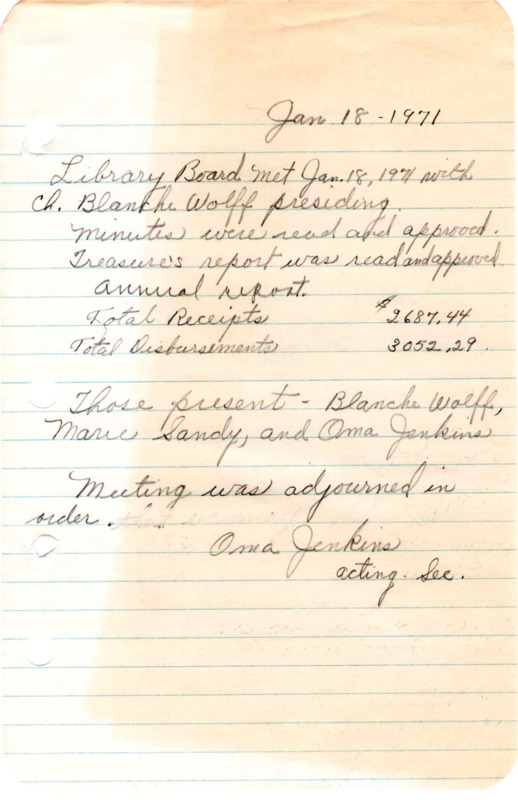 Jan 18 - 1971
Library Board met Jan. 18, 1971 with
Ch. Blanche Wolff presiding.
Minutes were read and approved.
Treasure's report was read and approved
Annual report.
Total Receipts $2687.44
Total Disbursements 3052.29.
Those present - Blanche Wolff,
Marie Sandy, and Oma Jenkins
Meeting was adjourned in
order.
Oma Jenkins
acting. Sec.